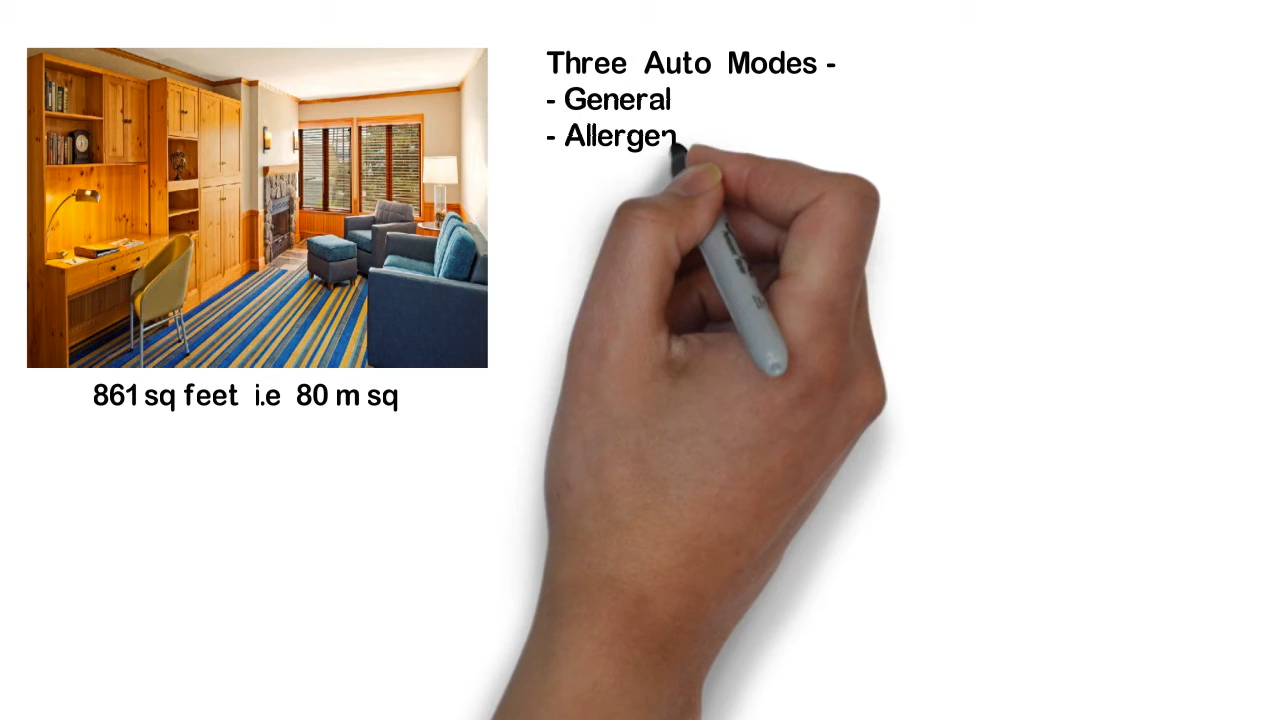 Three Auto Modes -
- General
- Allergen
861 sq feet i.e 80 m sq